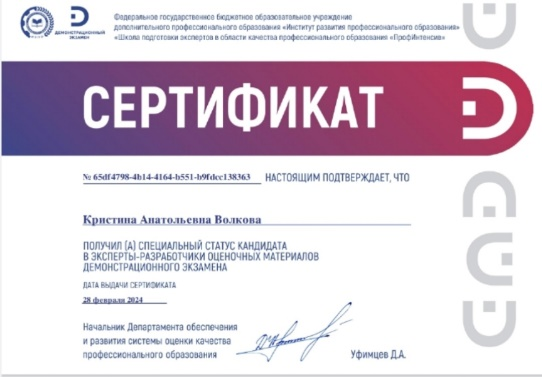 ДЕМОНСТРАЦИОННЫЙ
ЭКЗАМЕН
Федеральное государственное бюджетное образовательное учреждение
дополнительного профессионального образования «Институт развития профессионального образования»
«Школа подготовки экспертов в области качества профессионального образования «ПрофИнтенсив»
СЕРТИФИКАТ
№ 65df4798-4b14-4164-b551-b9fdcc138363 НАСТОЯЩИМ ПОДТВЕРЖДАЕТ, ЧТО
Кристина Анатольевна Волкова
ПОЛУЧИЛ (А) СПЕЦИАЛЬНЫЙ СТАТУС КАНДИДАТА
В ЭКСПЕРТЫ-РАЗРАБОТЧИКИ ОЦЕНОЧНЫХ МАТЕРИАЛОВ
ДЕМОНСТРАЦИОННОГО ЭКЗАМЕНА
ДАТА ВЫДАЧИ СЕРТИФИКАТА
28 февраля 2024
Начальник Департамента обеспечения
и развития системы оценки качества
профессионального образования
Уфимцев Д.А.